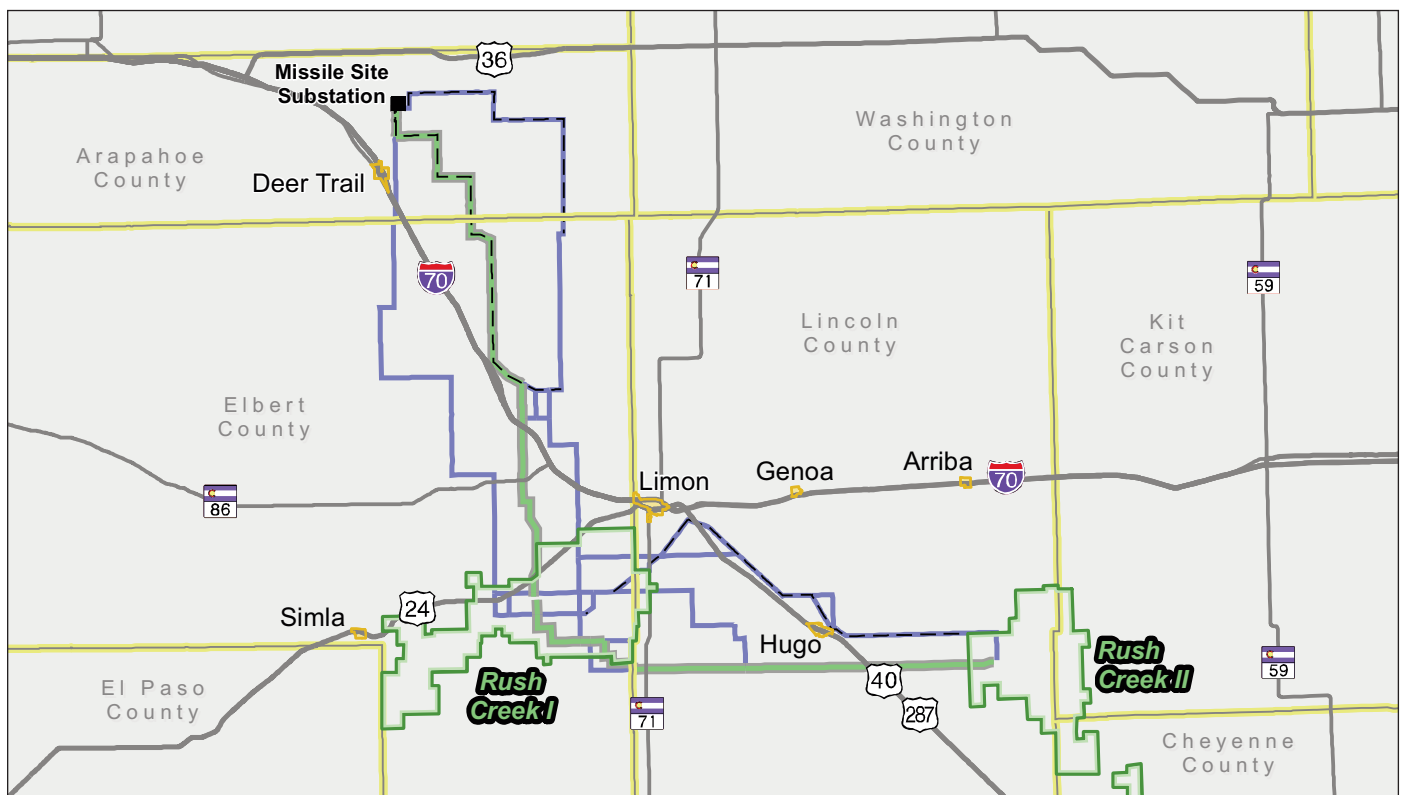 36
Missile Site
Substation
Washington
County
Arapahoe
County
Deer Trail
70
71
59
Lincoln
County
Kit
Carson
County
Elbert
County
Limon
Genoa
Arriba
70
86
Simla
24
Hugo
Rush
Creek II
40
59
El Paso
County
Rush
Creek I
71
287
Cheyenne
County